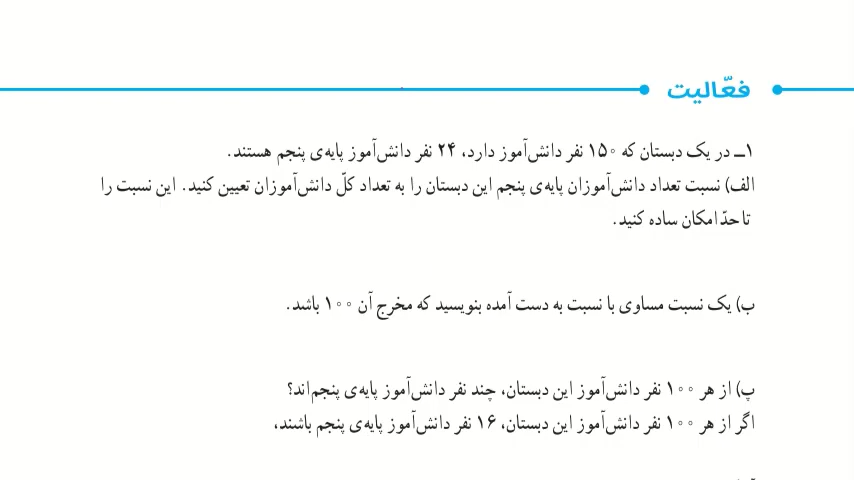 فعّالیت
۱ــ در یک دبستان که ۱۵۰ نفر دانش‌آموز دارد، ۲۴ نفر دانش‌آموز پایه‌ی پنجم هستند.
الف) نسبت تعداد دانش‌آموزان پایه‌ی پنجم این دبستان را به تعداد کلّ دانش‌آموزان تعیین کنید. این نسبت را
تا حدّ امکان ساده کنید.
ب) یک نسبت مساوی با نسبت به دست آمده بنویسید که مخرج آن ۱۰۰ باشد.
پ) از هر ۱۰۰ نفر دانش‌آموز این دبستان، چند نفر دانش‌آموز پایه‌ی پنجم‌اند؟
اگر از هر ۱۰۰ نفر دانش‌آموز این دبستان، ۱۶ نفر دانش‌آموز پایه‌ی پنجم باشند،